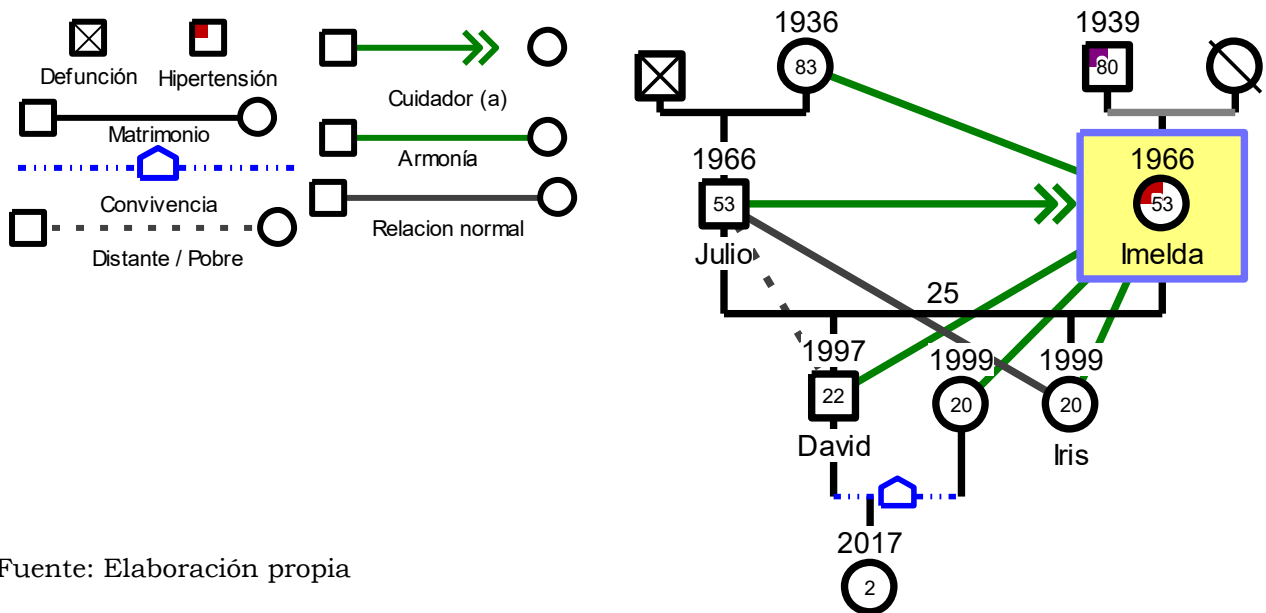 Defunción
Hipertensión
Matrimonio
Convivencia
Distante / Pobre
Cuidador (a)
Armonía
Relacion normal
1936
1939
83
80
1966
1966
53
53
Julio
Imelda
25
1997
1999
1999
22
20
20
David
Iris
2017
2
Fuente: Elaboración propia